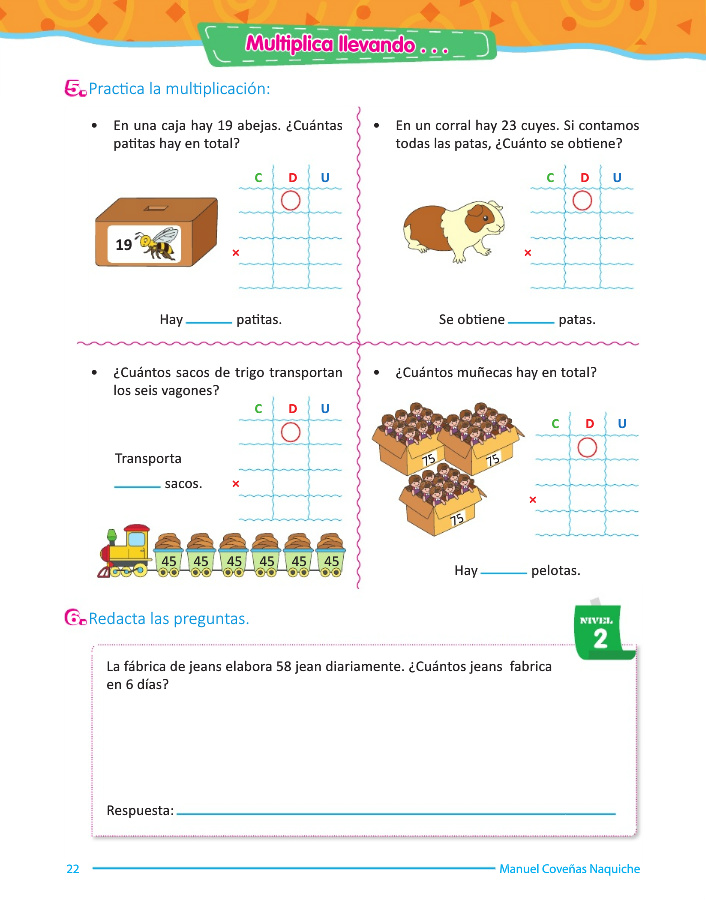 Multiplica llevando . . .
5. Practica la multiplicación:
• En una caja hay 19 abejas. ¿Cuántas
patitas hay en total?
C D U
19
×
Hay ______ patitas.
• En un corral hay 23 cuyes. Si contamos
todas las patas, ¿Cuánto se obtiene?
C D U
×
Se obtiene ______ patas.
• ¿Cuántos sacos de trigo transportan
los seis vagones?
C D U
Transporta
______ sacos.
×
45 45 45 45 45 45
• ¿Cuántos muñecas hay en total?
75 75
75
C D U
×
Hay ______ pelotas.
6. Redacta las preguntas.
NIVEL
2
La fábrica de jeans elabora 58 jean diariamente. ¿Cuántos jeans fabrica
en 6 días?
Respuesta: ______
22
Manuel Coveñas Naquiche